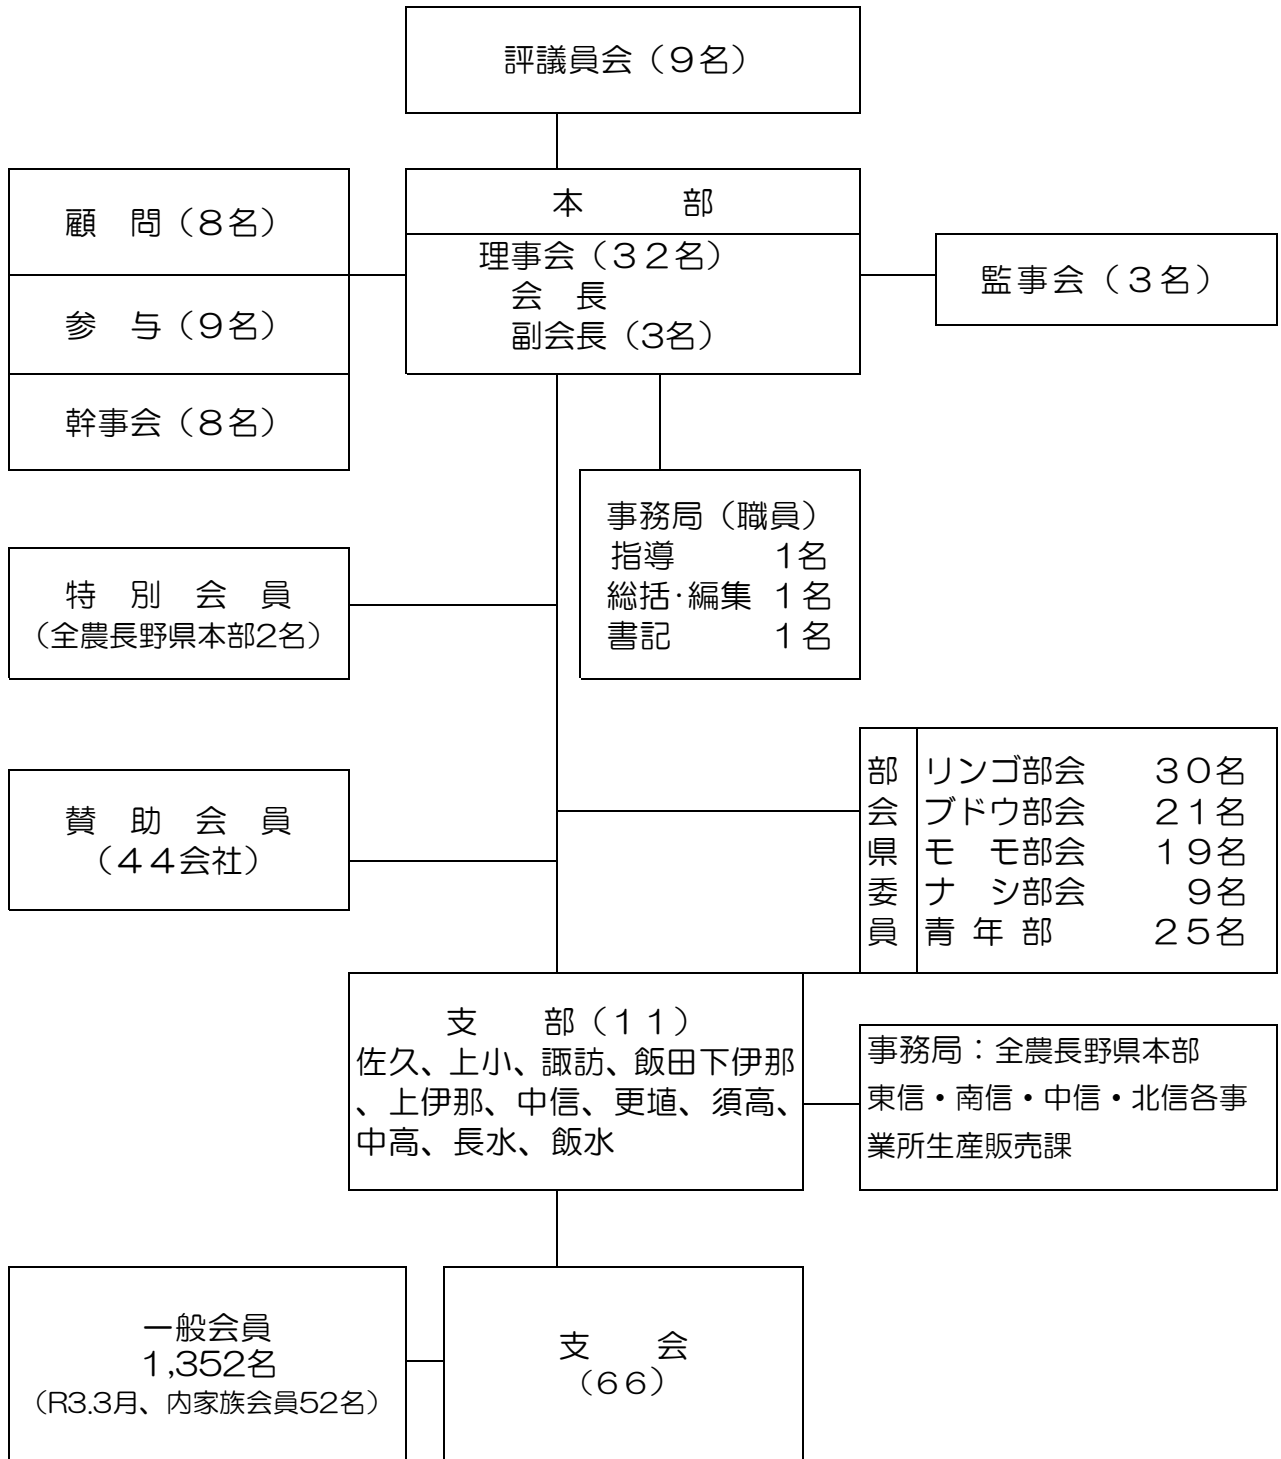 評議員会（９名）
顧　問（８名）
参　与（９名）
幹事会（８名）
本　　　部
理事会（３２名）
会　長
副会長（3名）
監事会（３名）
事務局（職員）
指導　　　１名
総括・編集　１名
書記　　　１名
特　別　会　員
（全農長野県本部2名）
賛　助　会　員
（４４会社）
部会県委員
リンゴ部会　　３０名
ブドウ部会　　２１名
モ　モ部会　　１９名
ナ　シ部会　　　９名
青　年　部　　　２５名
支　　部（１１）
佐久、上小、諏訪、飯田下伊那
、上伊那、中信、更埴、須高、
中高、長水、飯水
事務局：全農長野県本部
東信・南信・中信・北信各事
業所生産販売課
一般会員
１,352名
（R3.3月、内家族会員52名）
支　　会
（６６）